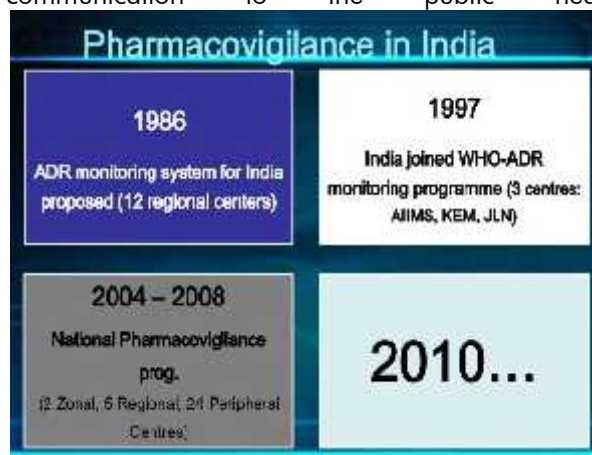 communication to the public
Pharmacovigilance in India
1986
ADR monitoring system for India
proposed (12 regional centers)
1997
India joined WHO-ADR
monitoring programme (3 centres:
AIIMS, KEM, JLN)
2004 – 2008
National Pharmacovigilance
prog.
(2 Zonal, 5 Regional, 24 Peripheral
Centres)
2010...